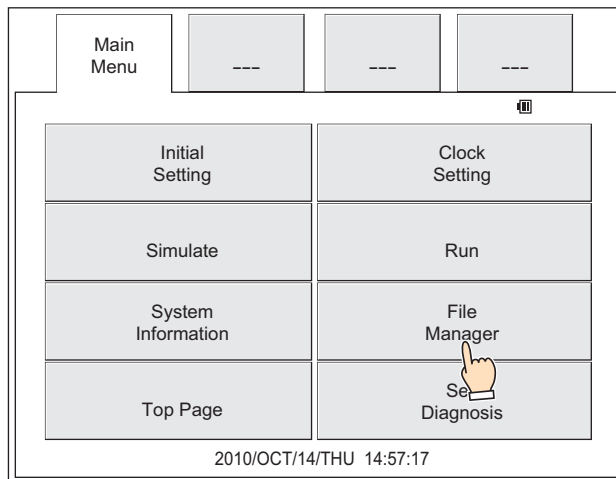 Main
Menu
---
---
---
Initial
Setting
Clock
Setting
Simulate
Run
System
Information
File
Manager
Top Page
Diagnosis
2010/OCT/14/THU 14:57:17